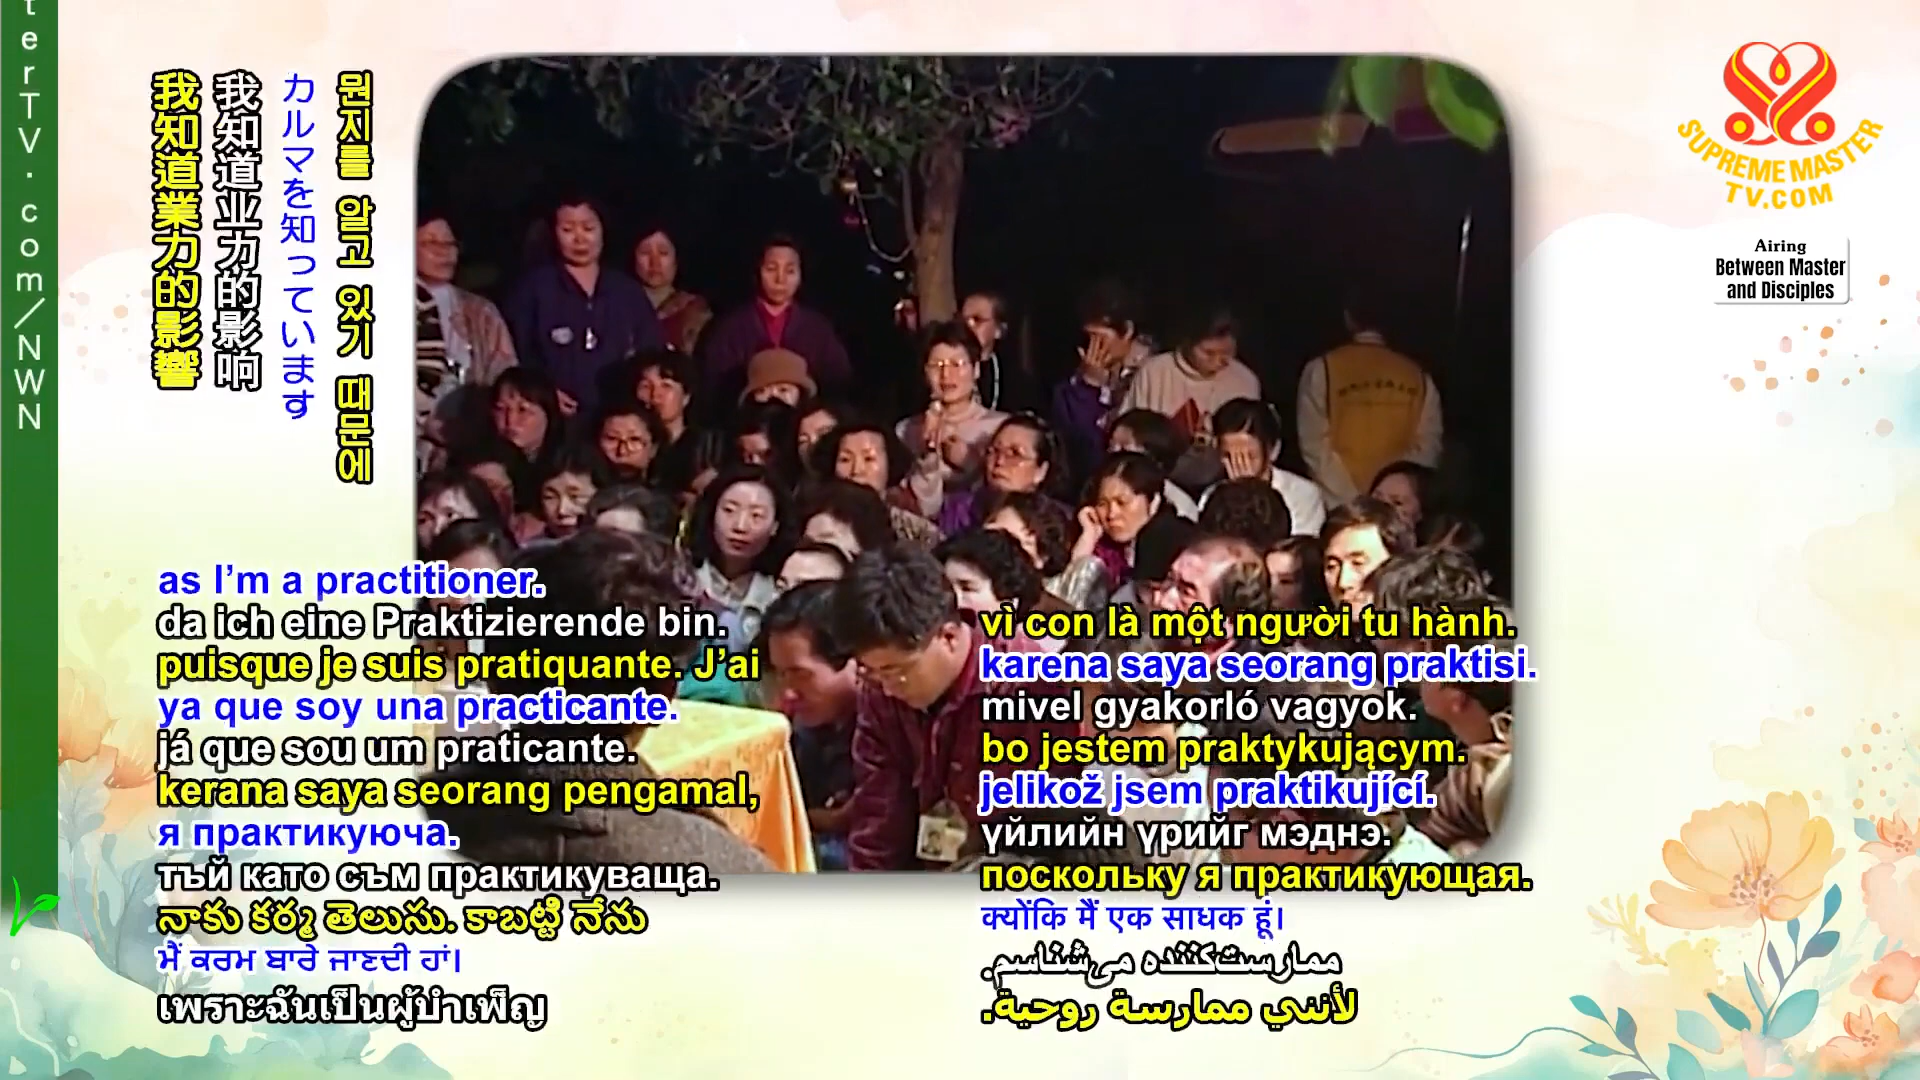 terTV.com/NWN
我知道業力的影響
我知道业力的影响
カルマを知っています
뭔지를 알고 있기 때문에
SUPREME MASTER
TV.COM
Airing
Between Master
and Disciples
as I’m a practitioner.
da ich eine Praktizierende bin.
puisque je suis pratiquante. J’ai
ya que soy una practicante.
já que sou um praticante.
kerana saya seorang pengamal,
я практикуюча.
тъй като съм практикуваща.
నాకు కర్మ తెలుసు. కాబట్టి నేను
ਮੈਂ ਕਰਮ ਬਾਰੇ ਜਾਣਦੀ ਹਾਂ।
เพราะฉันเป็นผู้บำเพ็ญ
vì con là một người tu hành.
karena saya seorang praktisi.
mivel gyakorló vagyok.
bo jestem praktykującym.
jelikož jsem praktikující.
үйлийн үрийг мэднэ.
поскольку я практикующая.
क्योंकि मैं एक साधक हूं।
ممارست‌کننده می‌شناسم.
لأنني ممارسة روحية.